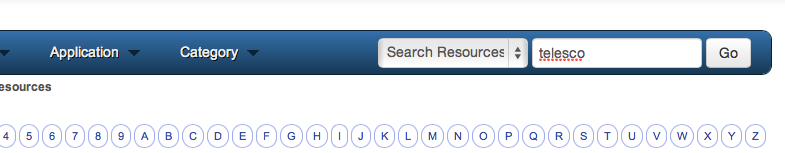 Application Category Search Resources telesco Go
esources
4 5 6 7 8 9 A B C D E F G H I J K L M N O P Q R S T U V W X Y Z